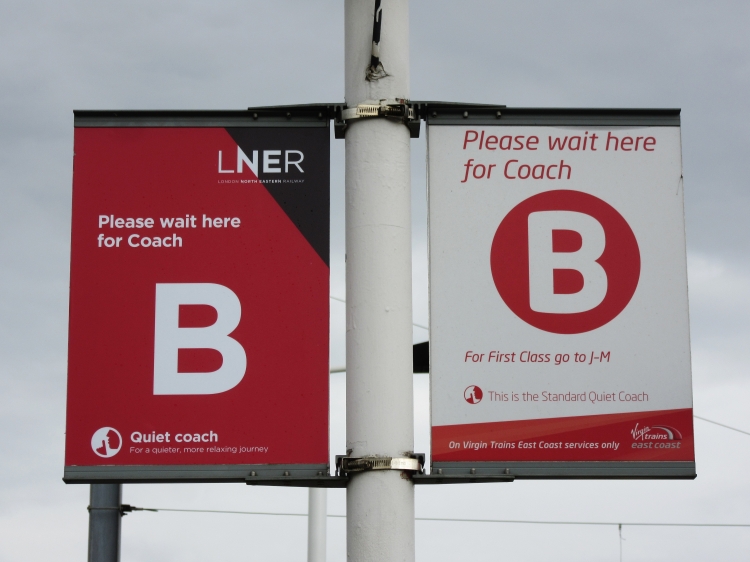 LNER
LONDON NORTH EASTERN RAILWAY
Please wait here
for Coach
B
Quiet coach
For a quieter, more relaxing journey
Please wait here
for Coach
B
For First Class go to J-M
This is the Standard Quiet Coach
On Virgin Trains East Coast services only
Virgin trains
east coast